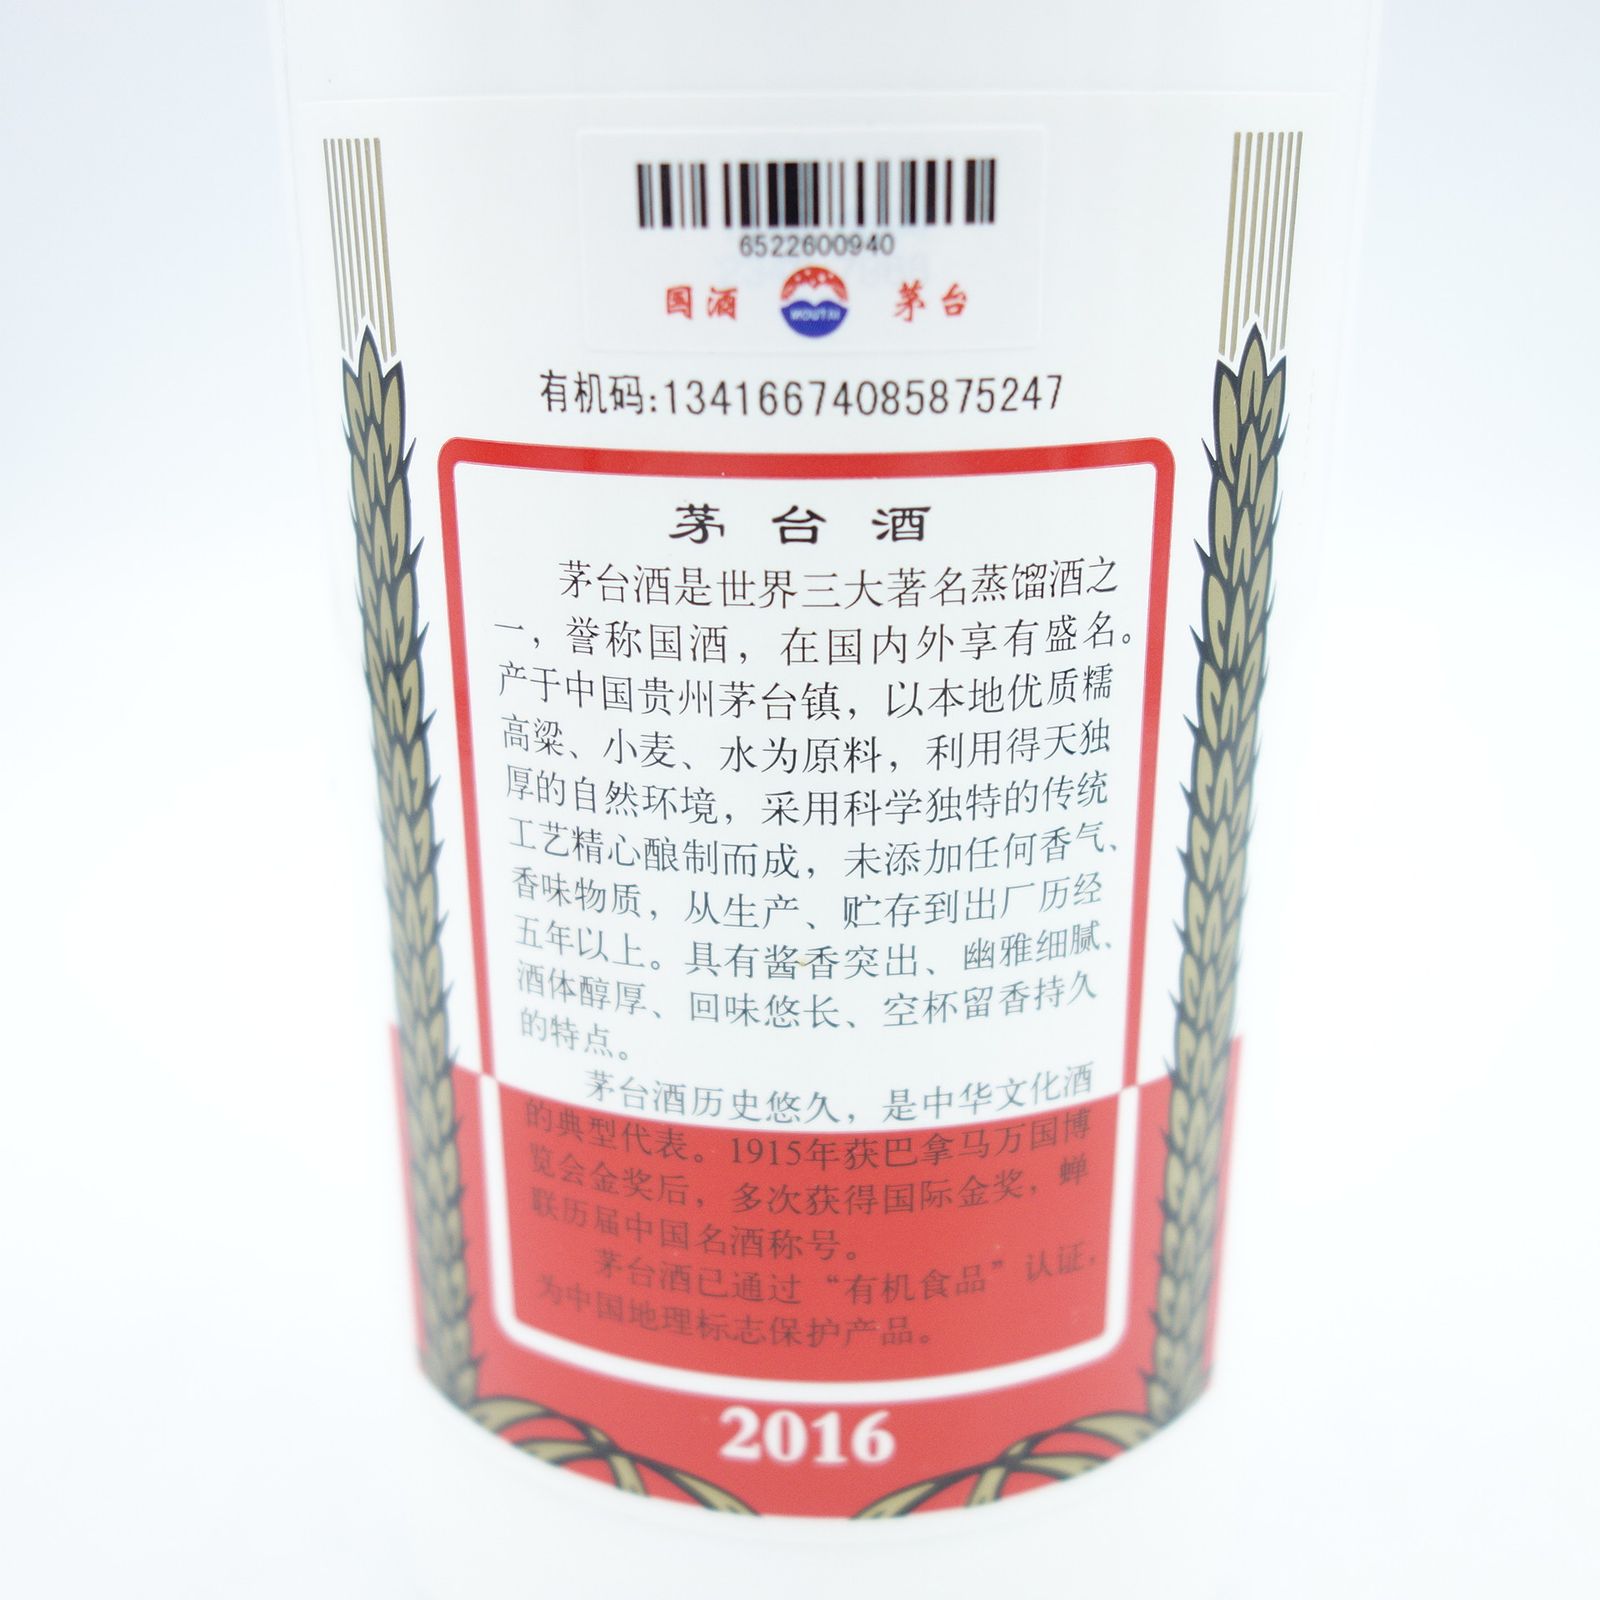 6522600940
国酒 MOUTAI 茅台
有机码:13416674085875247
茅台酒
茅台酒是世界三大著名蒸馏酒之
一，誉称国酒，在国内外享有盛名。
产于中国贵州茅台镇，以本地优质糯
高粱、小麦、水为原料，利用得天独
厚的自然环境，采用科学独特的传统
工艺精心酿制而成，未添加任何香气、
香味物质，从生产、贮存到出厂历经
五年以上。具有酱香突出、幽雅细腻、
酒体醇厚、回味悠长、空杯留香持久
的特点。
茅台酒历史悠久，是中华文化酒
的典型代表。1915年获巴拿马万国博
览会金奖后，多次获得国际金奖，蝉
联历届中国名酒称号。
茅台酒已通过“有机食品”认证，
为中国地理标志保护产品。
2016